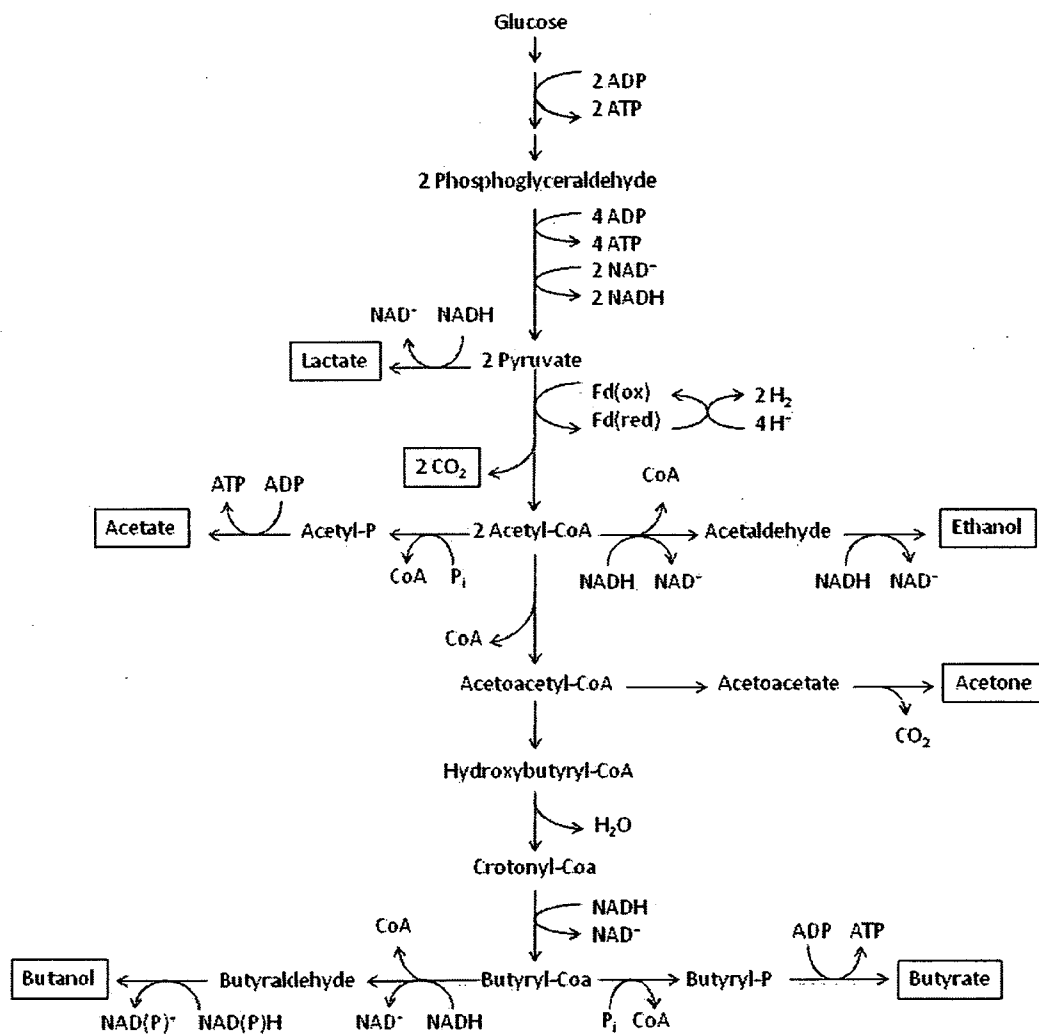 Glucose
2 ADP
2 ATP
2 Phosphoglyceraldehyde
4 ADP
4 ATP
2 NAD⁺
2 NADH
NAD⁺ NADH
Lactate 2 Pyruvate
Fd(ox) 2 H₂
Fd(red) 4H⁺
2 CO₂
ATP ADP CoA
Acetate Acetyl-P 2 Acetyl-CoA Acetaldehyde Ethanol
CoA Pᵢ NADH NAD⁺ NADH NAD⁺
CoA
Acetoacetyl-CoA Acetoacetate Acetone
CO₂
Hydroxybutyryl-CoA
H₂O
Crotonyl-Coa
NADH
NAD⁺
CoA ADP ATP
Butanol Butyraldehyde Butyryl-Coa Butyryl-P Butyrate
NAD(P)⁺ NAD(P)H NAD⁺ NADH Pᵢ CoA